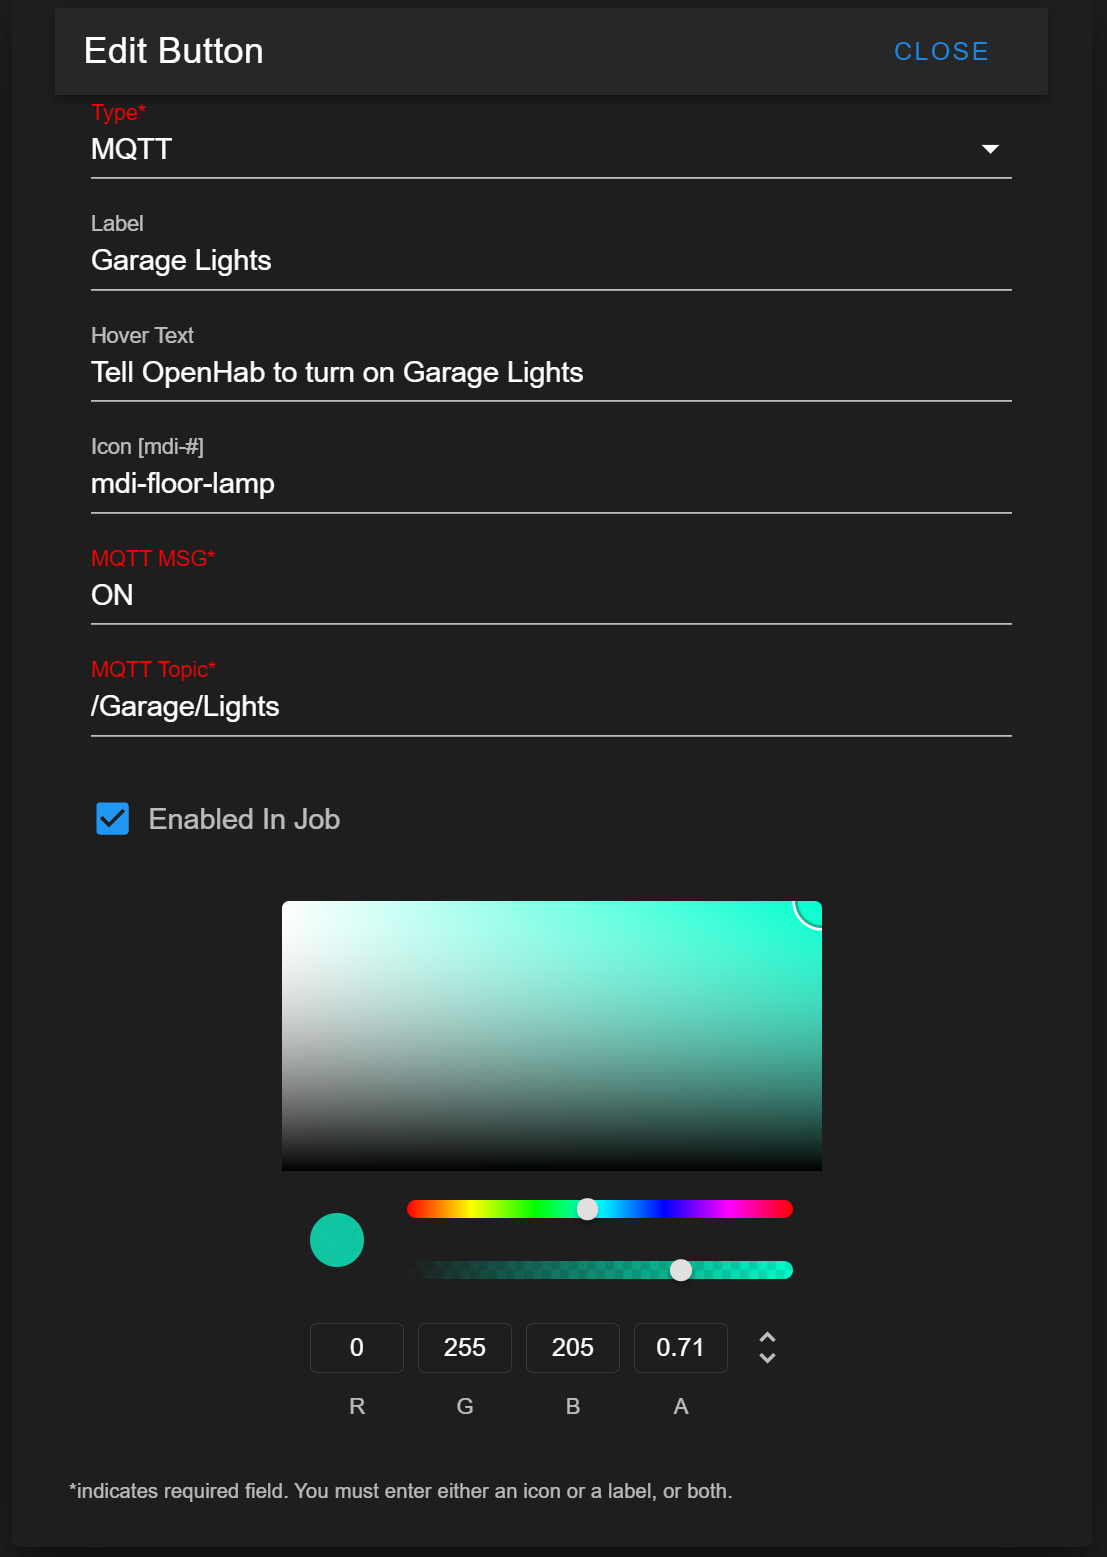 Edit Button
CLOSE
Type*
MQTT
Label
Garage Lights
Hover Text
Tell OpenHab to turn on Garage Lights
Icon [mdi-#]
mdi-floor-lamp
MQTT MSG*
ON
MQTT Topic*
/Garage/Lights
Enabled In Job
0 255 205 0.71
R G B A
*indicates required field. You must enter either an icon or a label, or both.